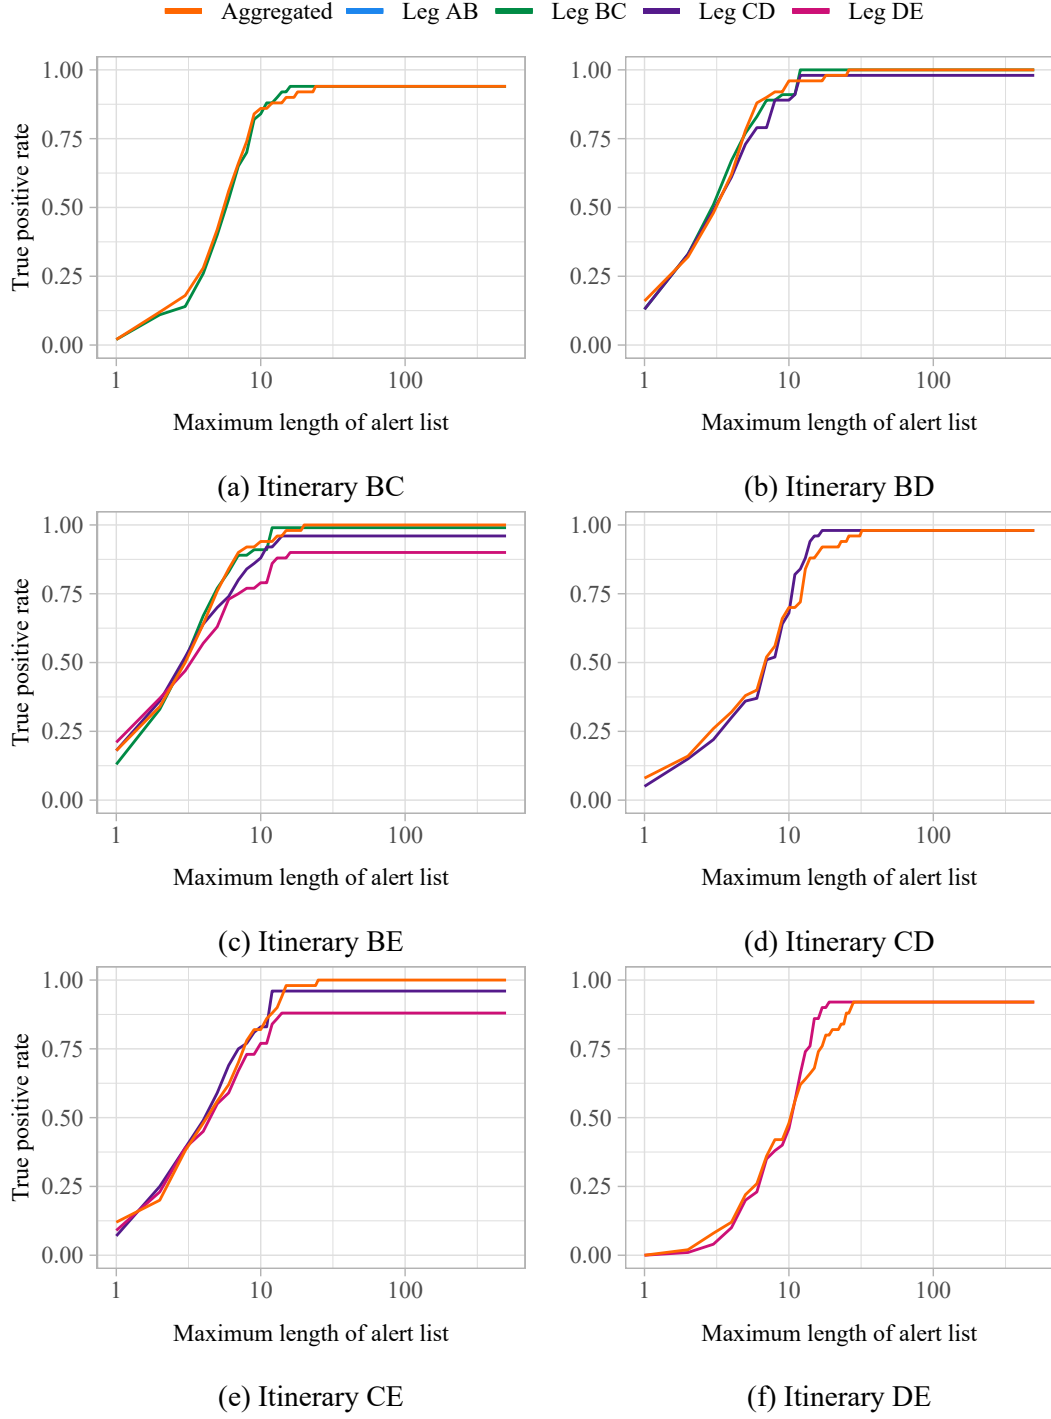 Aggregated Leg AB Leg BC Leg CD Leg DE
True positive rate
1.00
0.75
0.50
0.25
0.00
1 10 100
Maximum length of alert list
(a) Itinerary BC
1.00
0.75
0.50
0.25
0.00
1 10 100
Maximum length of alert list
(b) Itinerary BD
True positive rate
1.00
0.75
0.50
0.25
0.00
1 10 100
Maximum length of alert list
(c) Itinerary BE
1.00
0.75
0.50
0.25
0.00
1 10 100
Maximum length of alert list
(d) Itinerary CD
True positive rate
1.00
0.75
0.50
0.25
0.00
1 10 100
Maximum length of alert list
(e) Itinerary CE
1.00
0.75
0.50
0.25
0.00
1 10 100
Maximum length of alert list
(f) Itinerary DE